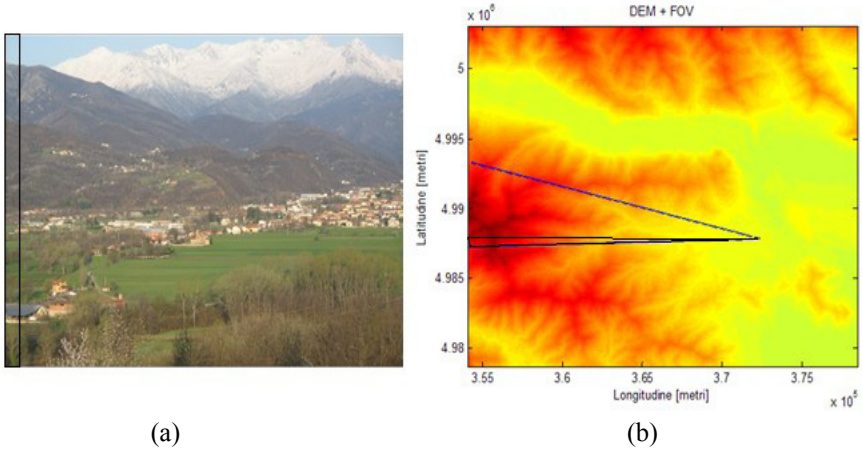 x 10⁶
DEM + FOV
5
4.995
4.99
4.985
4.98
Latitudine [metri]
3.55 3.6 3.65 3.7 3.75
Longitudine [metri]
x 10⁵
(a) (b)